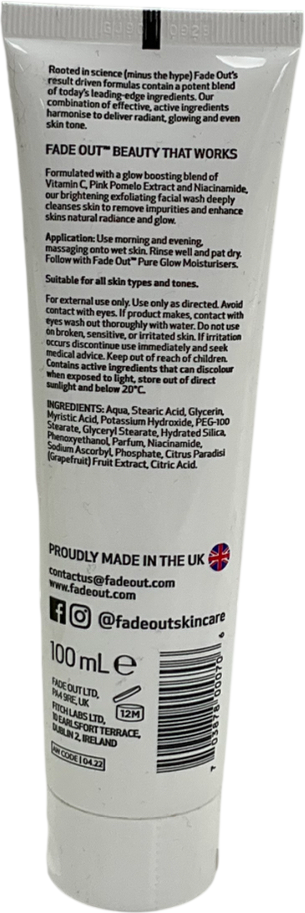 Rooted in science (minus the hype) Fade Out's
result driven formulas contain a potent blend
of today's leading-edge ingredients. Our
combination of effective, active ingredients
harmonise to deliver radiant, glowing and even
skin tone.
FADE OUT™ BEAUTY THAT WORKS
Formulated with a glow boosting blend of
Vitamin C, Pink Pomelo Extract and Niacinamide,
our brightening exfoliating facial wash deeply
cleanses skin to remove impurities and enhance
skins natural radiance and glow.
Application: Use morning and evening,
massaging onto wet skin. Rinse well and pat dry.
Follow with Fade Out™ Pure Glow Moisturisers.
Suitable for all skin types and tones.
For external use only. Use only as directed. Avoid
contact with eyes. If product makes, contact with
eyes wash out thoroughly with water. Do not use
on broken, sensitive, or irritated skin. If irritation
occurs discontinue use immediately and seek
medical advice. Keep out of reach of children.
Contains active ingredients that can discolour
when exposed to light, store out of direct
sunlight and below 20°C.
INGREDIENTS: Aqua, Stearic Acid, Glycerin,
Myristic Acid, Potassium Hydroxide, PEG-100
Stearate, Glyceryl Stearate, Hydrated Silica,
Phenoxyethanol, Parfum, Niacinamide,
Sodium Ascorbyl, Phosphate, Citrus Paradisi
(Grapefruit) Fruit Extract, Citric Acid.
PROUDLY MADE IN THE UK
contactus@fadeout.com
www.fadeout.com
@fadeoutskincare
100 mL e
FADE OUT LTD,
PA4 9RE, UK
FITCH LABS LTD,
10 EARLSFORT TERRACE,
DUBLIN 2, IRELAND
12M
AW CODE | 04.22
7 03878 00070 6